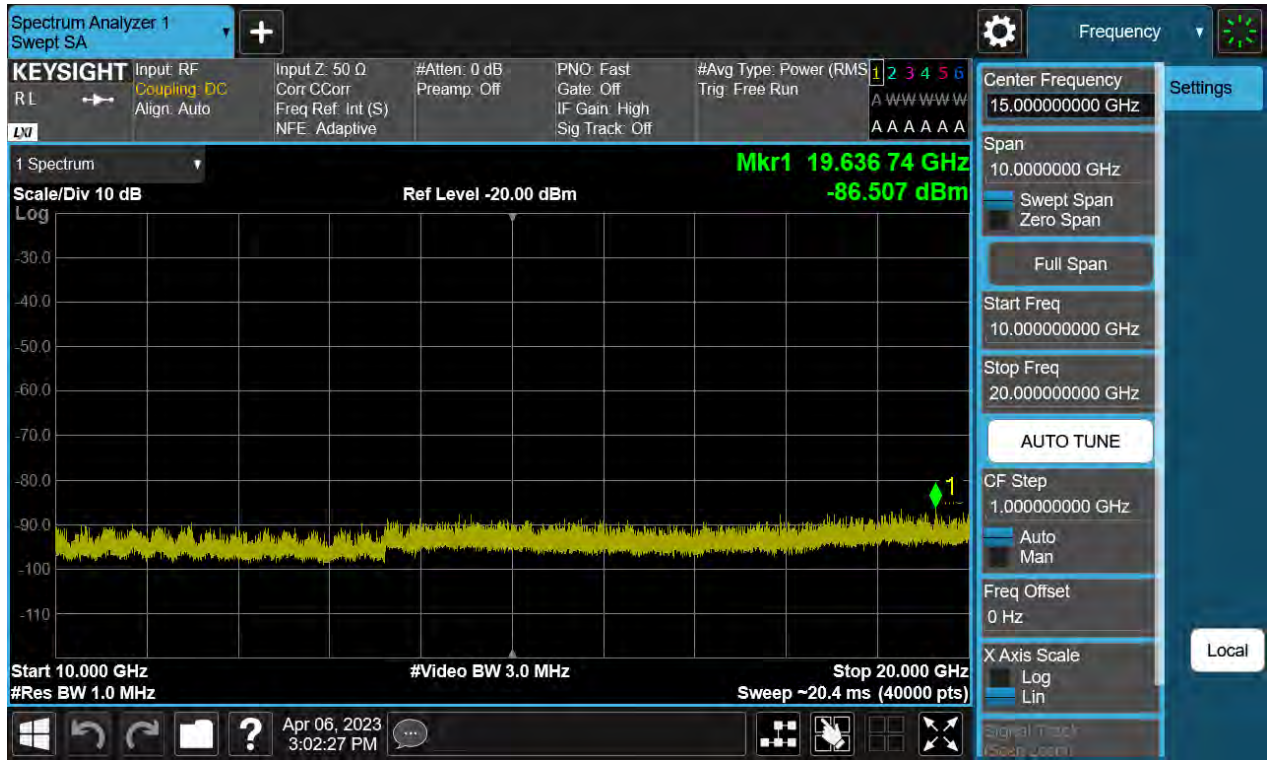 Spectrum Analyzer 1
Swept SA
+
Frequency
KEYSIGHT
RL
LXI
Input: RF
Coupling: DC
Align: Auto
Input Z: 50 Ω
Corr CCorr
Freq Ref: Int (S)
NFE: Adaptive
#Atten: 0 dB
Preamp: Off
PNO: Fast
Gate: Off
IF Gain: High
Sig Track: Off
#Avg Type: Power (RMS
Trig: Free Run
1 2 3 4 5 6
A W W W W W
A A A A A A
1 Spectrum
Mkr1 19.636 74 GHz
Scale/Div 10 dB
Ref Level -20.00 dBm
-86.507 dBm
Log
-30.0
-40.0
-50.0
-60.0
-70.0
-80.0
-90.0
-100
-110
1
Start 10.000 GHz
#Video BW 3.0 MHz
Stop 20.000 GHz
#Res BW 1.0 MHz
Sweep ~20.4 ms (40000 pts)
?
Apr 06, 2023
3:02:27 PM
Center Frequency
15.000000000 GHz
Settings
Span
10.0000000 GHz
Swept Span
Zero Span
Full Span
Start Freq
10.000000000 GHz
Stop Freq
20.000000000 GHz
AUTO TUNE
CF Step
1.000000000 GHz
Auto
Man
Freq Offset
0 Hz
X Axis Scale
Log
Lin
Local
Signal Track
(Span Zoom)